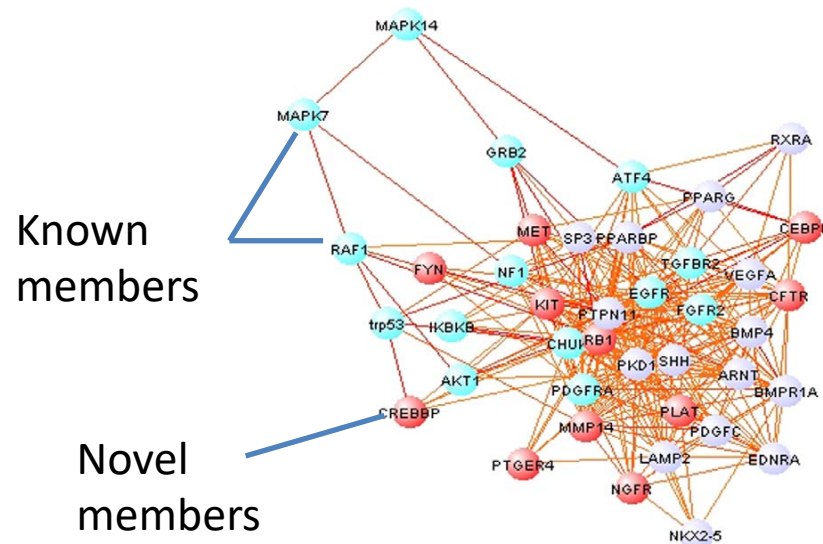 MAPK14
MAPK7
GRB2
RXRA
ATF4
PPARG
Known
members
MET
SP3
PPARBP
CEBP
RAF1
FYN
NF1
TGFBR2
VEGFA
KIT
EGFR
CFTR
trp53
IKBKB
PTPN11
FGFR2
CHUK
RB1
BMP4
PKD1
SHH
ARNT
AKT1
PDGFRA
BMPR1A
CREBBP
PLAT
MMP14
PDGFC
Novel
members
PTGER4
LAMP2
EDNRA
NGFR
NKX2-5